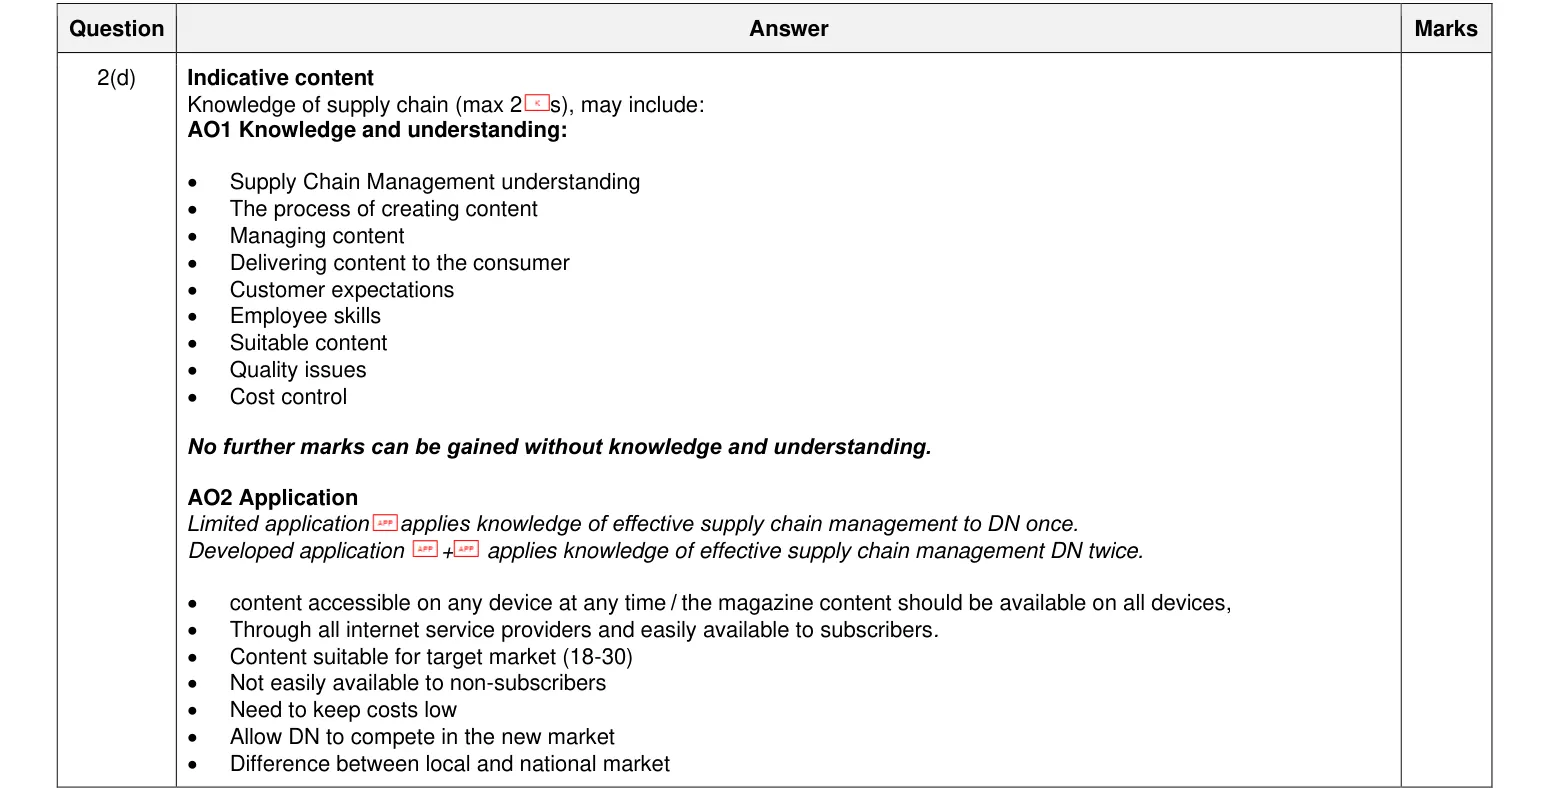 Question Answer Marks
2(d) Indicative content
Knowledge of supply chain (max 2 K s), may include:
AO1 Knowledge and understanding:
• Supply Chain Management understanding
• The process of creating content
• Managing content
• Delivering content to the consumer
• Customer expectations
• Employee skills
• Suitable content
• Quality issues
• Cost control
No further marks can be gained without knowledge and understanding.
AO2 Application
Limited application APP applies knowledge of effective supply chain management to DN once.
Developed application APP + APP applies knowledge of effective supply chain management DN twice.
• content accessible on any device at any time / the magazine content should be available on all devices,
• Through all internet service providers and easily available to subscribers.
• Content suitable for target market (18-30)
• Not easily available to non-subscribers
• Need to keep costs low
• Allow DN to compete in the new market
• Difference between local and national market